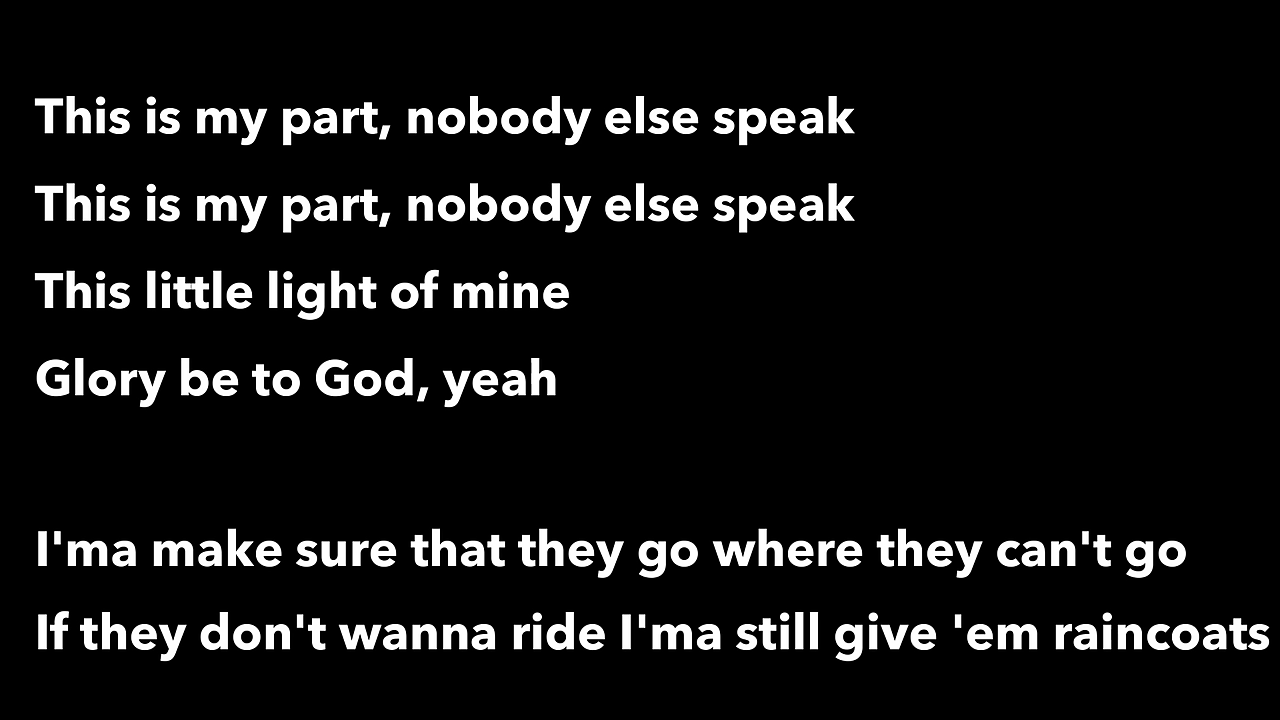 This is my part, nobody else speak
This is my part, nobody else speak
This little light of mine
Glory be to God, yeah
I'ma make sure that they go where they can't go
If they don't wanna ride I'ma still give 'em raincoats